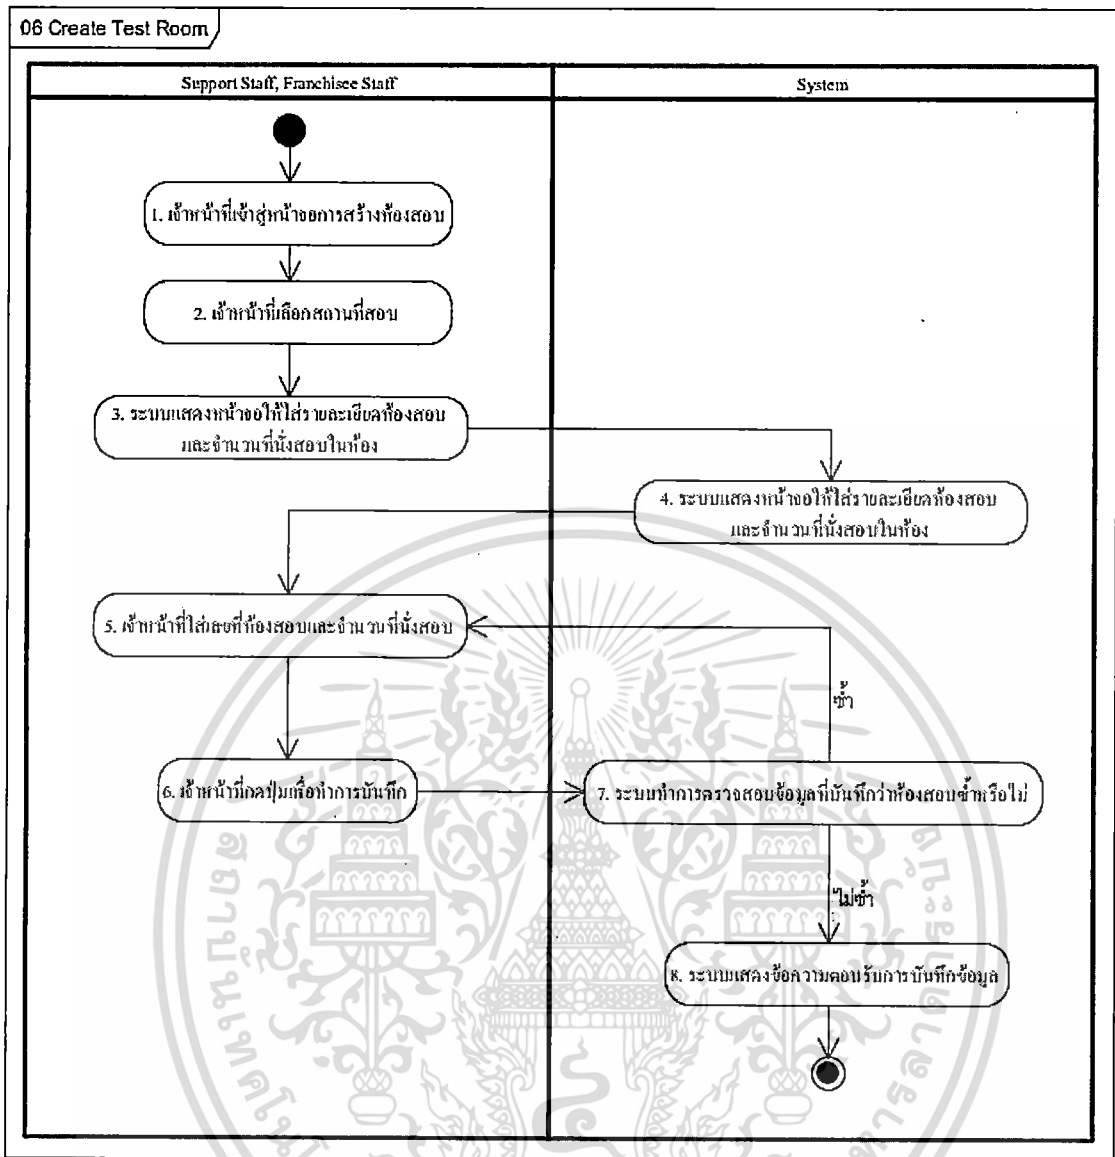 06 Create Test Room
Support Staff, Franchisee Staff
System
1. เจ้าหน้าที่เข้าสู่หน้าจอการสร้างห้องสอบ
2. เจ้าหน้าที่เลือกสถานที่สอบ
3. ระบบแสดงหน้าจอให้ใส่รายละเอียดห้องสอบ
และจำนวนที่นั่งสอบในห้อง
4. ระบบแสดงหน้าจอให้ใส่รายละเอียดห้องสอบ
และจำนวนที่นั่งสอบในห้อง
5. เจ้าหน้าที่ใส่เลขที่ห้องสอบและจำนวนที่นั่งสอบ
ซ้ำ
6. เจ้าหน้าที่กดปุ่มเพื่อทำการบันทึก
7. ระบบทำการตรวจสอบข้อมูลที่บันทึกว่าห้องสอบซ้ำหรือไม่
ไม่ซ้ำ
8. ระบบแสดงข้อความตอบรับการบันทึกข้อมูล